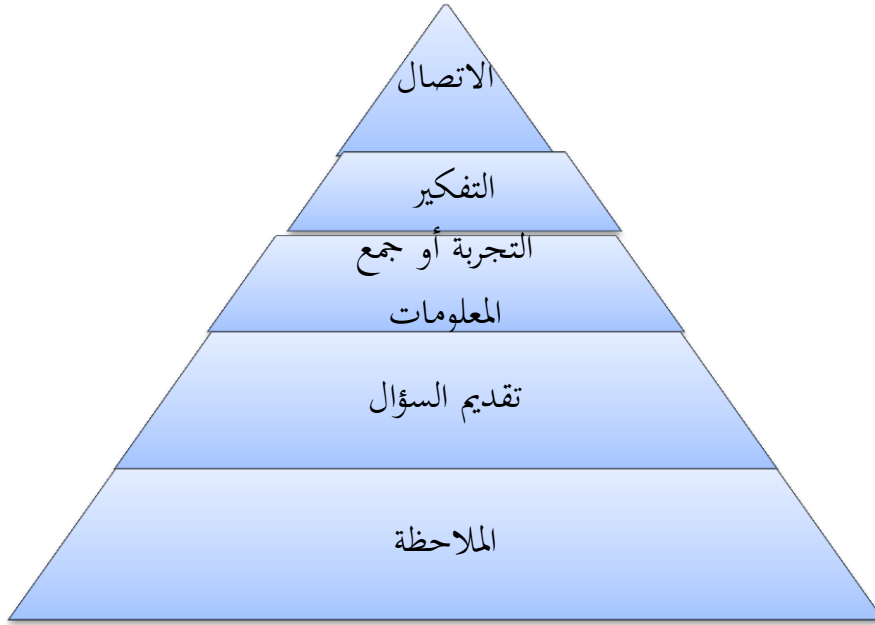 الاتصال
التفكير
التجربة أو جمع
المعلومات
تقديم السؤال
الملاحظة